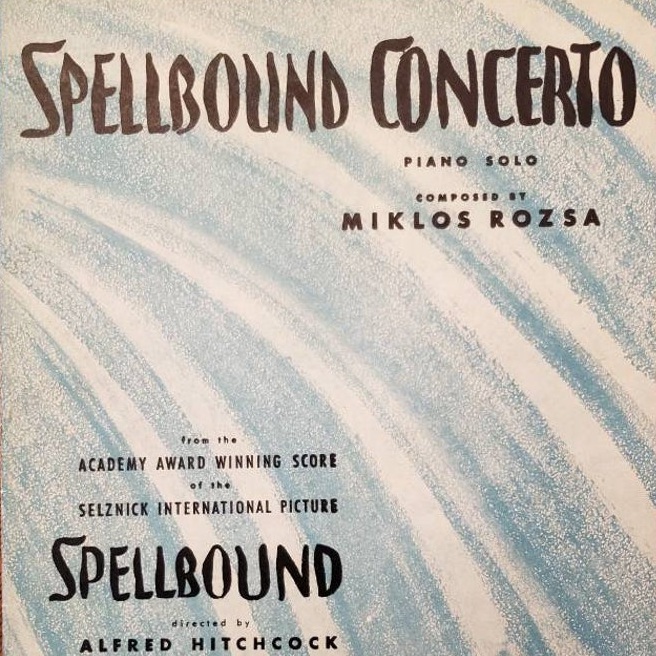 SPELLBOUND CONCERTO
PIANO SOLO
COMPOSED BY
MIKLOS ROZSA
from the
ACADEMY AWARD WINNING SCORE
of the
SELZNICK INTERNATIONAL PICTURE
SPELLBOUND
directed by
ALFRED HITCHCOCK